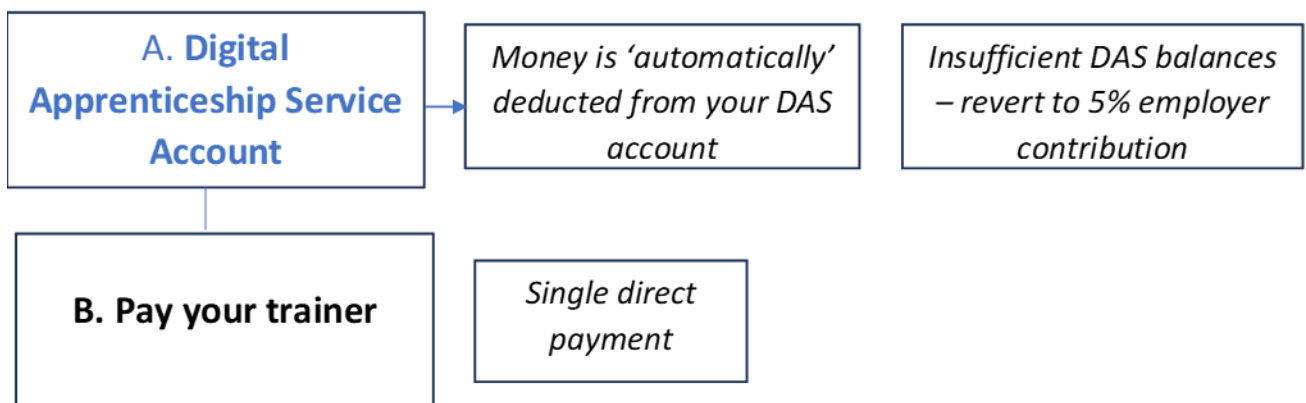 A. Digital
Apprenticeship Service
Account
Money is ‘automatically’
deducted from your DAS
account
Insufficient DAS balances
– revert to 5% employer
contribution
B. Pay your trainer
Single direct
payment